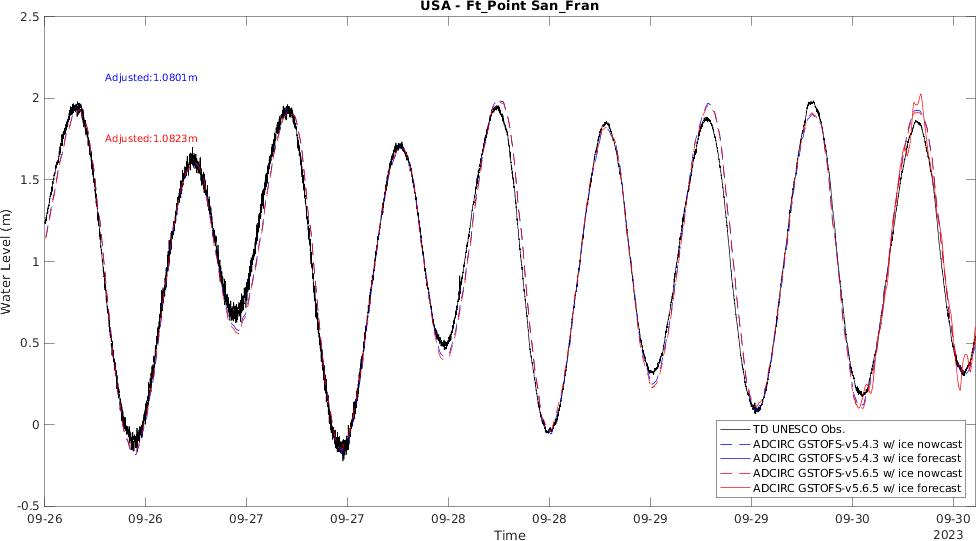 USA - Ft_Point San_Fran
2.5
2
1.5
1
0.5
0
-0.5
Water Level (m)
Adjusted:1.0801m
Adjusted:1.0823m
TD UNESCO Obs.
ADCIRC GSTOFS-v5.4.3 w/ ice nowcast
ADCIRC GSTOFS-v5.4.3 w/ ice forecast
ADCIRC GSTOFS-v5.6.5 w/ ice nowcast
ADCIRC GSTOFS-v5.6.5 w/ ice forecast
09-26 09-26 09-27 09-27 09-28 09-28 09-29 09-29 09-30 09-30
2023
Time